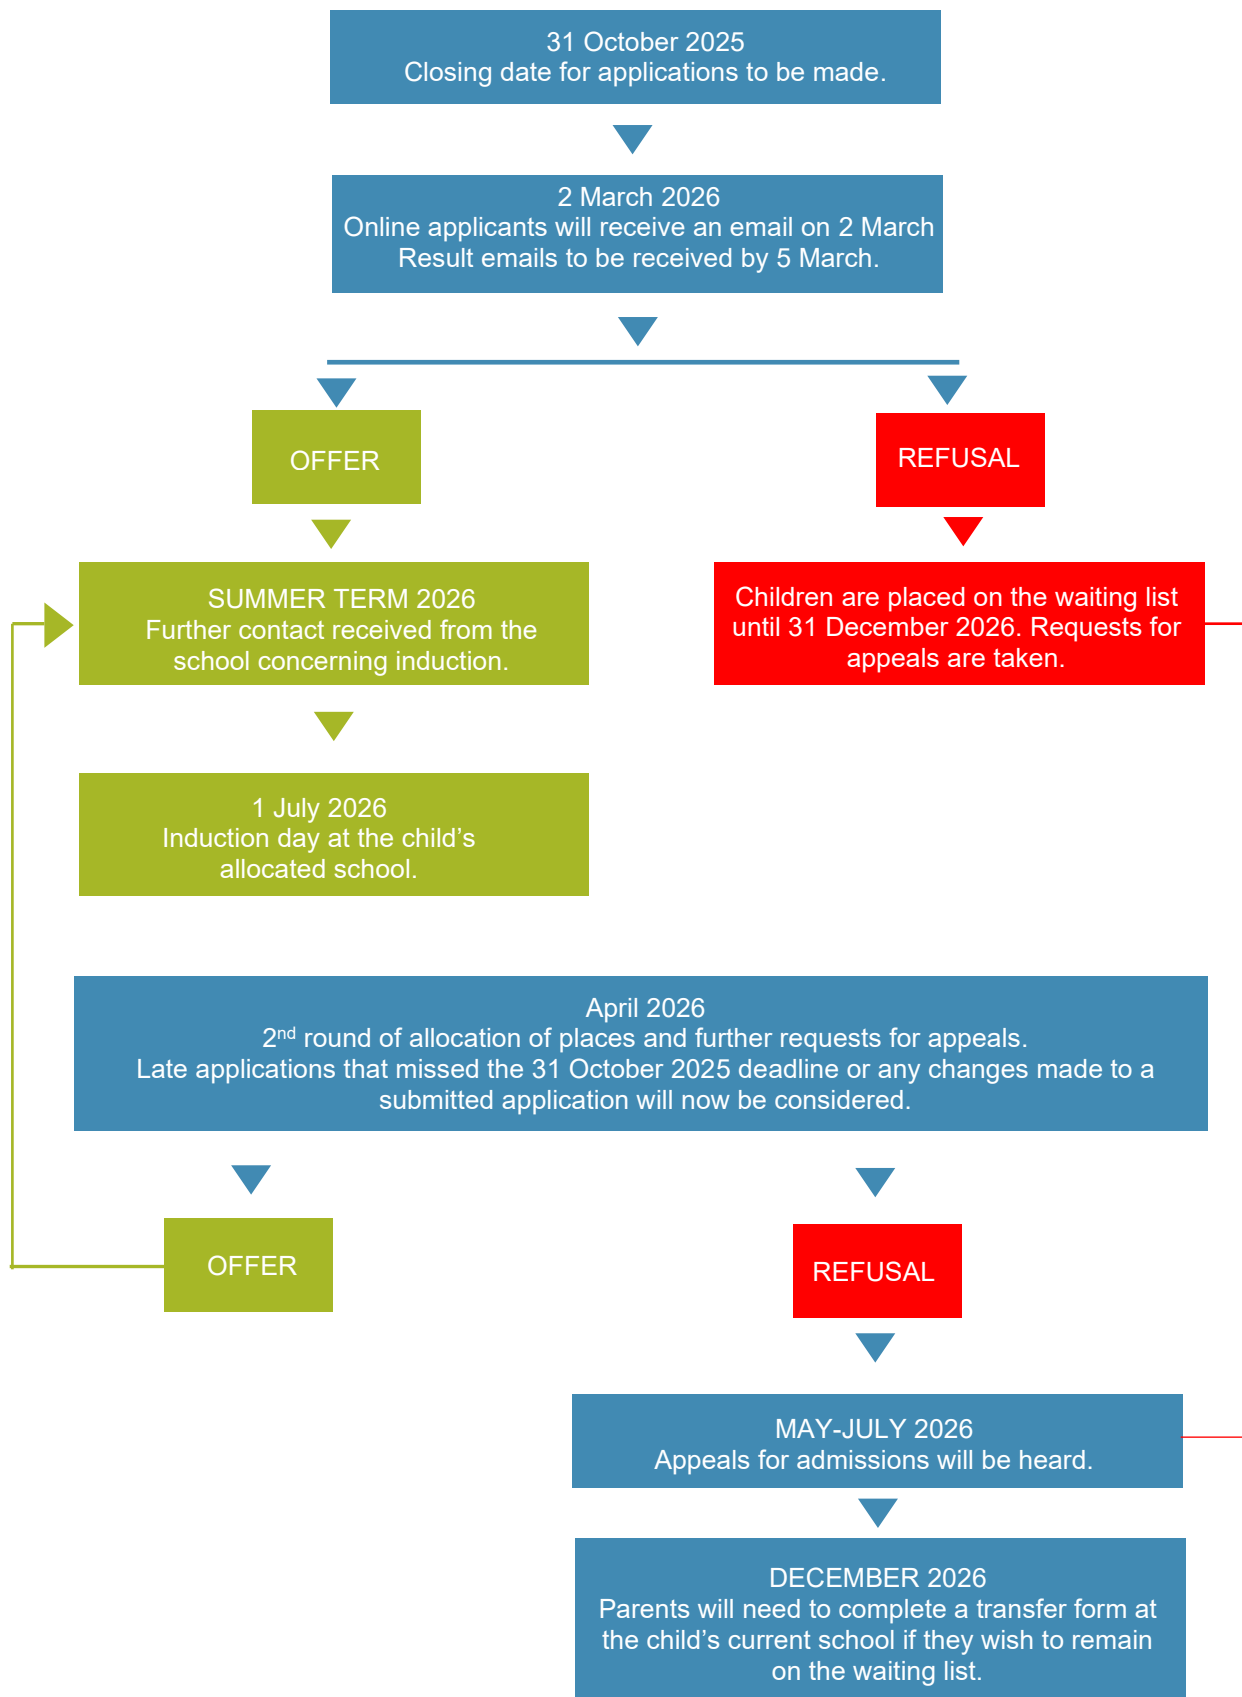 31 October 2025
Closing date for applications to be made.
2 March 2026
Online applicants will receive an email on 2 March
Result emails to be received by 5 March.
OFFER
REFUSAL
SUMMER TERM 2026
Further contact received from the
school concerning induction.
Children are placed on the waiting list
until 31 December 2026. Requests for
appeals are taken.
1 July 2026
Induction day at the child’s
allocated school.
April 2026
2nd round of allocation of places and further requests for appeals.
Late applications that missed the 31 October 2025 deadline or any changes made to a
submitted application will now be considered.
OFFER
REFUSAL
MAY-JULY 2026
Appeals for admissions will be heard.
DECEMBER 2026
Parents will need to complete a transfer form at
the child’s current school if they wish to remain
on the waiting list.